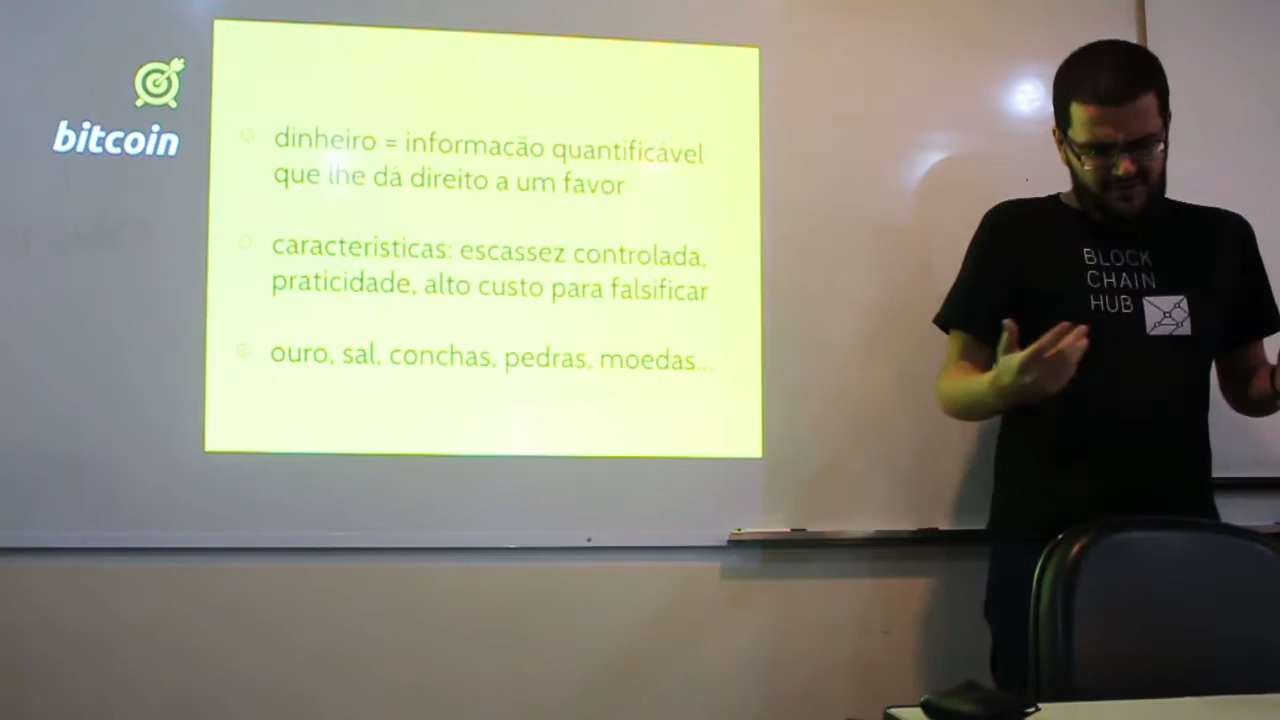 bitcoin
dinheiro = informação quantificável
que lhe dá direito a um favor
características: escassez controlada,
praticidade, alto custo para falsificar
ouro, sal, conchas, pedras, moedas...
BLOCK
CHAIN
HUB